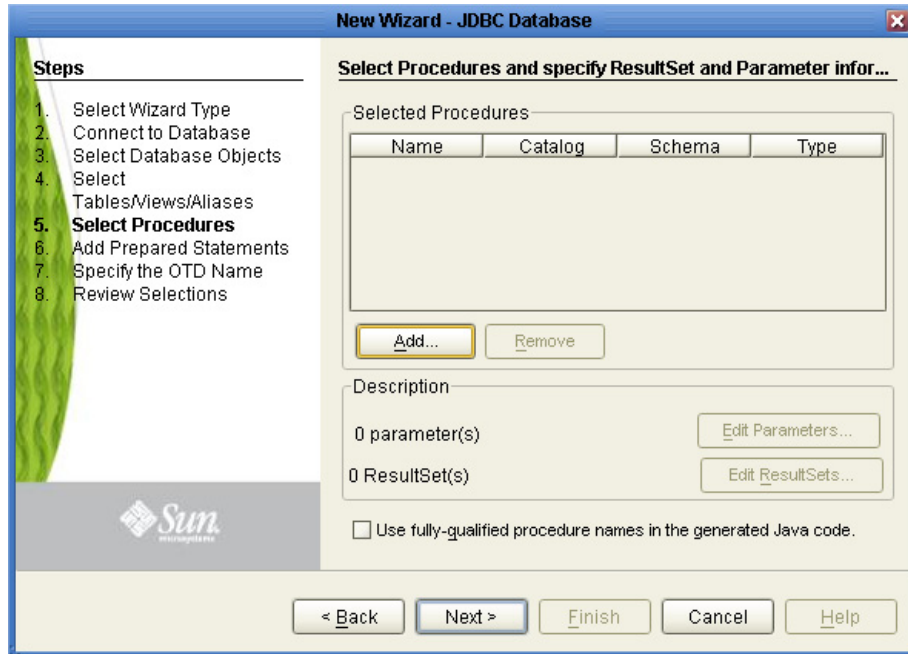 New Wizard - JDBC Database
Steps
1. Select Wizard Type
2. Connect to Database
3. Select Database Objects
4. Select
Tables/Views/Aliases
5. Select Procedures
6. Add Prepared Statements
7. Specify the OTD Name
8. Review Selections
Sun
microsystems
Select Procedures and specify ResultSet and Parameter infor...
Selected Procedures
Name Catalog Schema Type
Add... Remove
Description
0 parameter(s) Edit Parameters...
0 ResultSet(s) Edit ResultSets...
Use fully-qualified procedure names in the generated Java code.
< Back Next > Finish Cancel Help